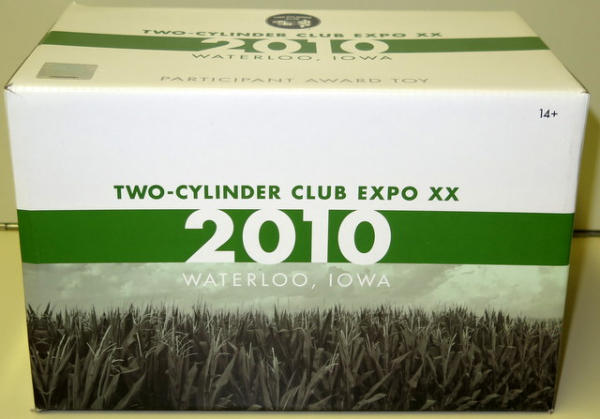 TWO-CYLINDER CLUB EXPO XX
2010
WATERLOO, IOWA
PARTICIPANT AWARD TOY
14+
TWO-CYLINDER CLUB EXPO XX
2010
WATERLOO, IOWA